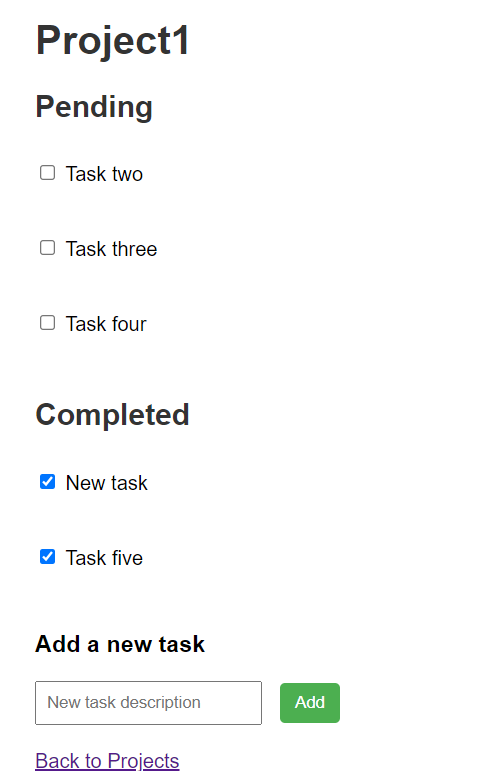 Project1
Pending
Task two
Task three
Task four
Completed
New task
Task five
Add a new task
New task description Add
Back to Projects